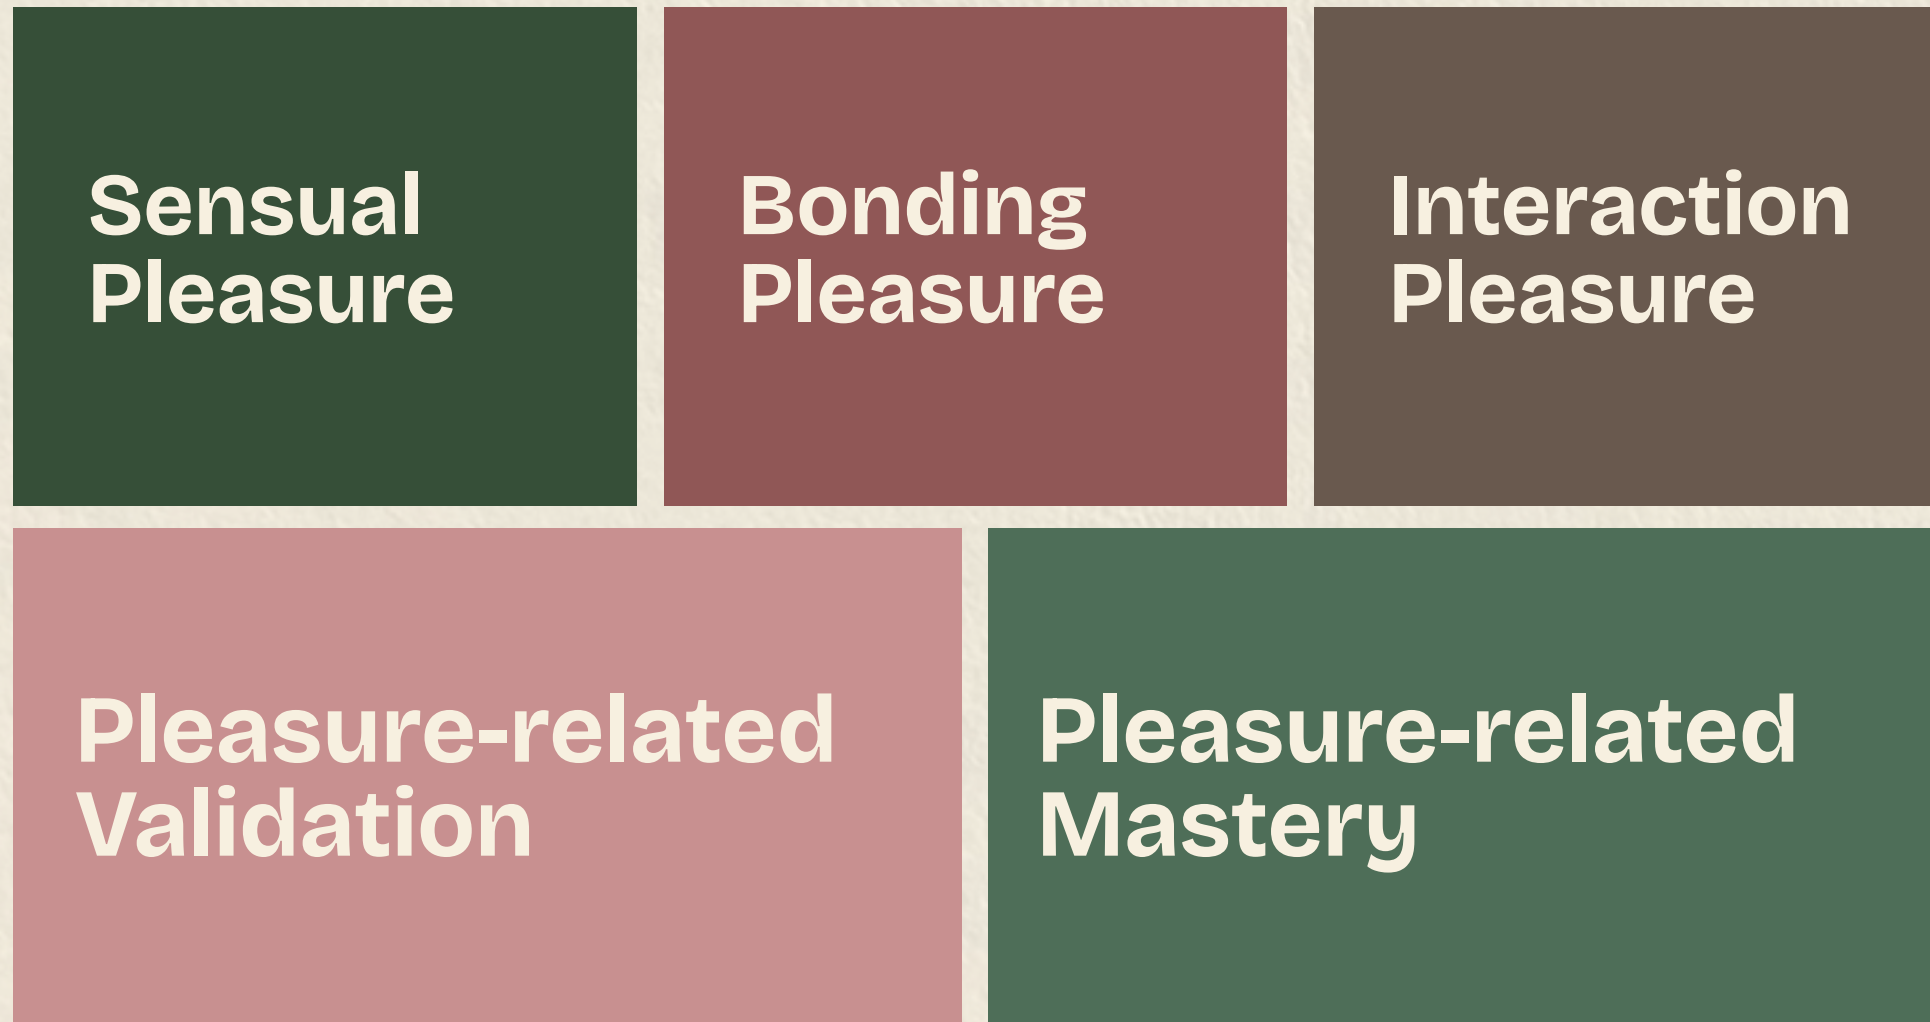 Sensual
Pleasure
Bonding
Pleasure
Interaction
Pleasure
Pleasure-related
Validation
Pleasure-related
Mastery